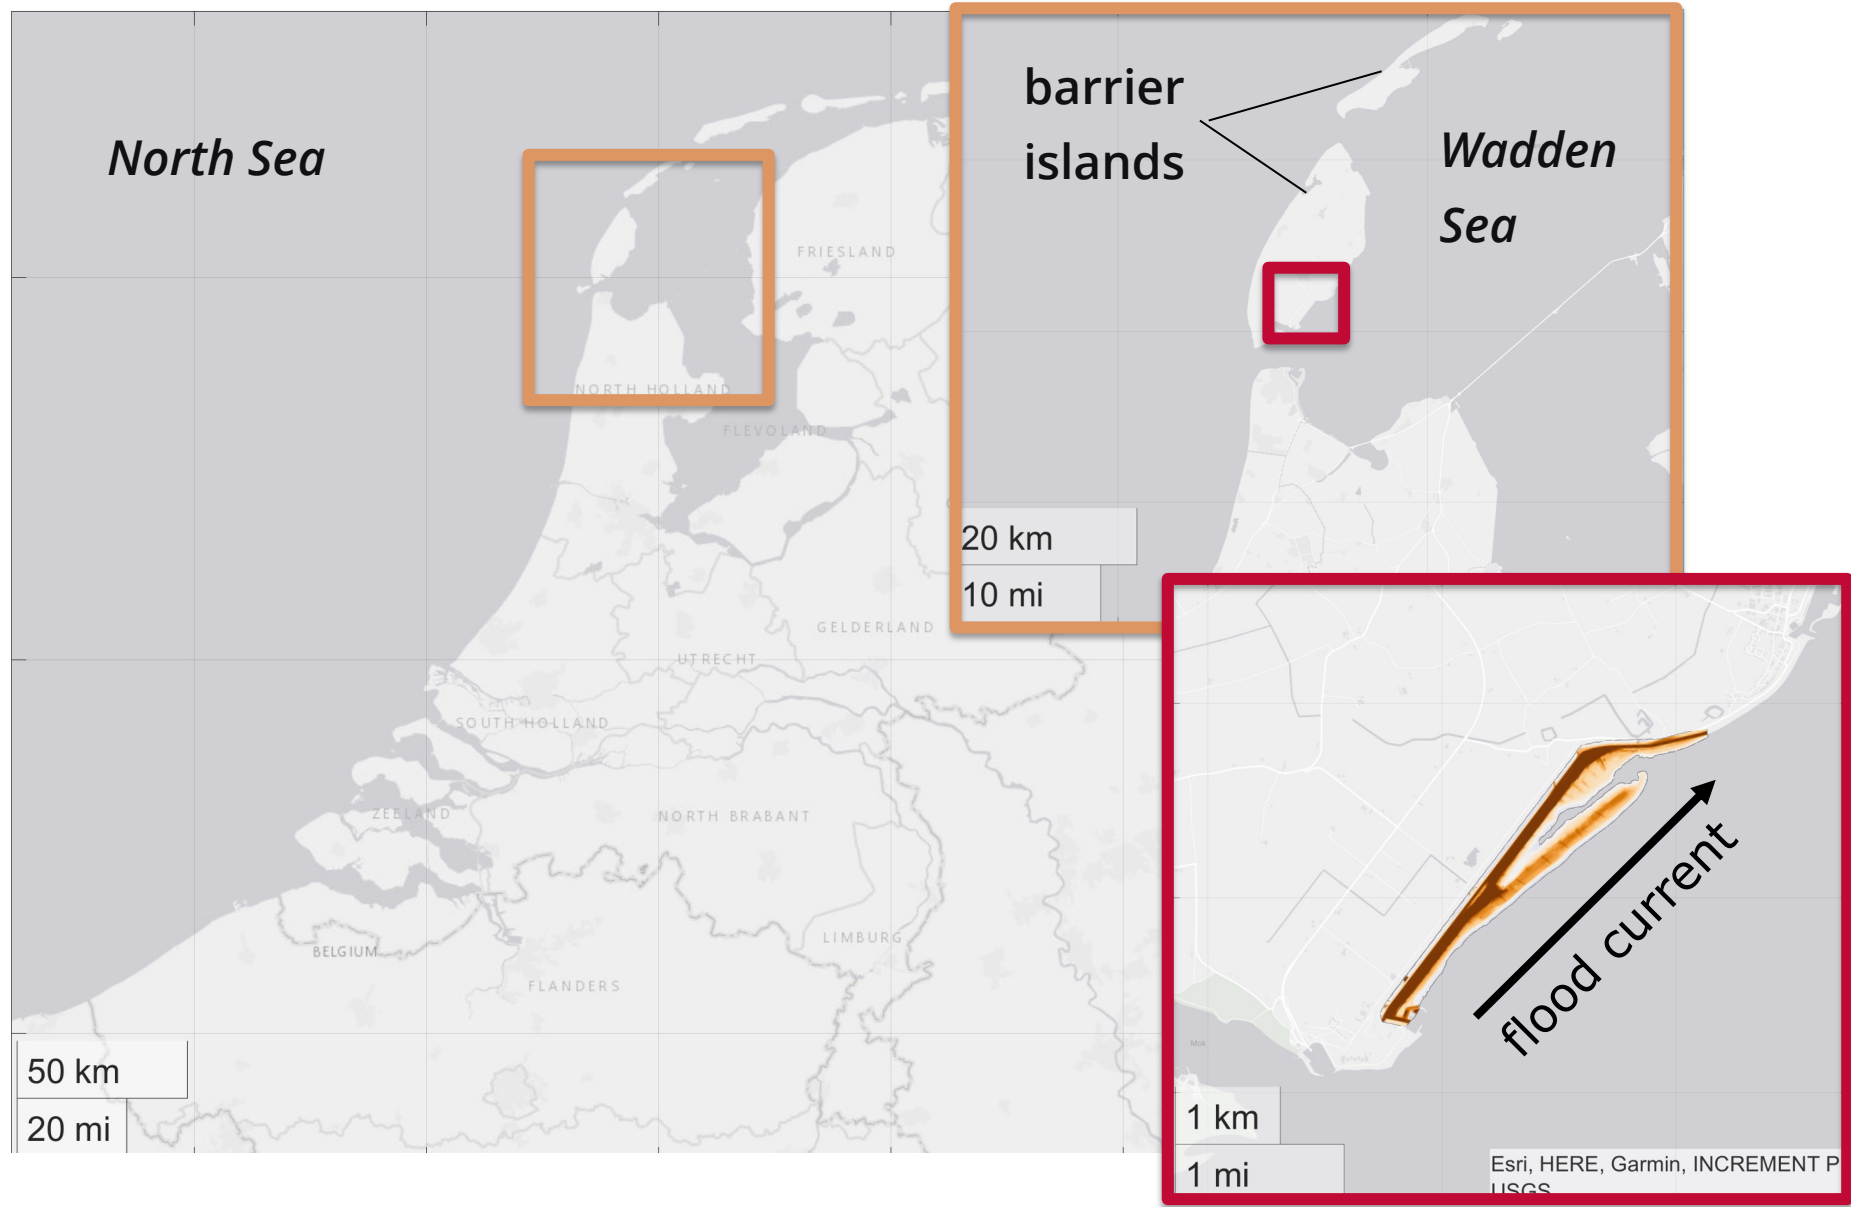 North Sea
FRIESLAND
NORTH HOLLAND
FLEVOLAND
GELDERLAND
UTRECHT
SOUTH HOLLAND
ZEELAND
NORTH BRABANT
LIMBURG
BELGIUM
FLANDERS
50 km
20 mi
barrier
islands
Wadden
Sea
20 km
10 mi
flood current
Mok
1 km
1 mi
Esri, HERE, Garmin, INCREMENT P
USGS